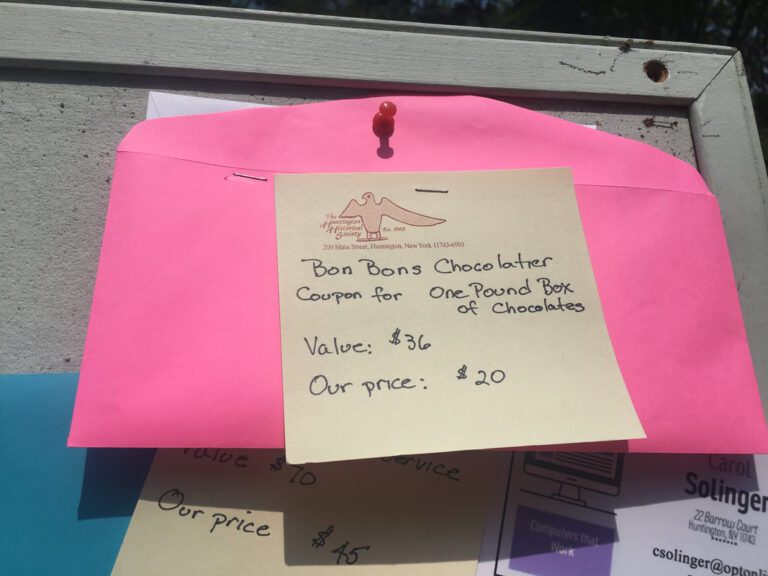 The
Huntington
Historical
Society
Est. 1903
209 Main Street, Huntington, New York 11743-6993
Bon Bons Chocolatier
Coupon for One Pound Box
of Chocolates
Value: $36
Our price: $20
Value $70 Service
Our price $45
Computers that
Work
Carol
Solinger
22 Barrow Court
Huntington, NY 11743
csolinger@optonli